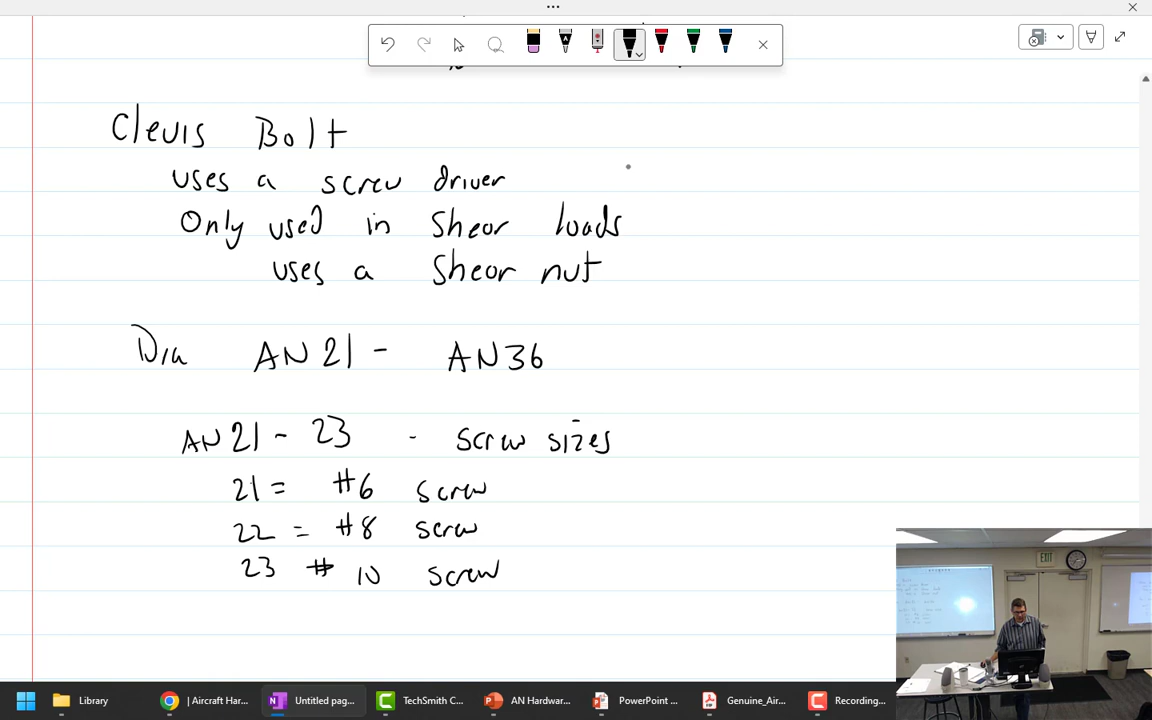 Clevis Bolt
uses a screw driver
Only used in Shear loads
uses a Shear nut
Dia AN21 - AN36
AN21 - 23 - screw sizes
21 = #6 screw
22 = #8 screw
23 # 10 screw
EXIT
Library
| Aircraft Har...
Untitled pag...
TechSmith C...
AN Hardwa...
PowerPoint ...
Genuine_Air...
Recording...